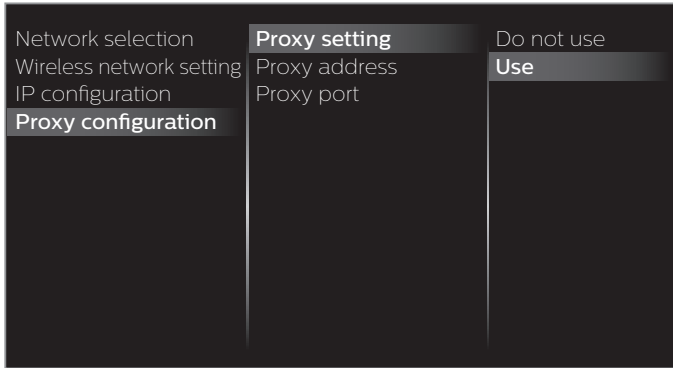 Network selection
Wireless network setting
IP configuration
Proxy configuration
Proxy setting
Proxy address
Proxy port
Do not use
Use